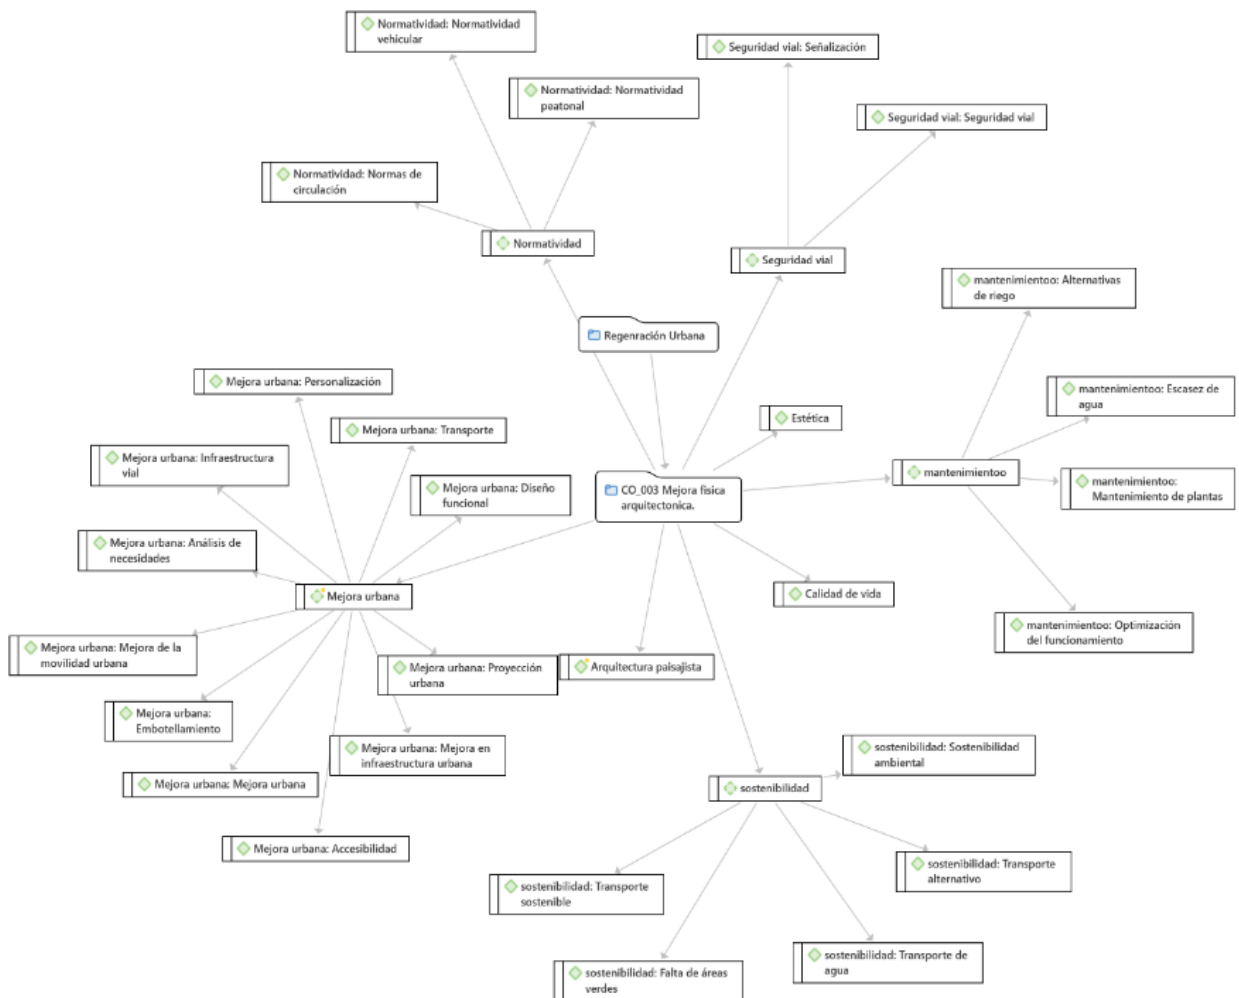 Normatividad: Normatividad
vehicular
Seguridad vial: Señalización
Normatividad: Normatividad
peatonal
Seguridad vial: Seguridad vial
Normatividad: Normas de
circulación
Normatividad
Seguridad vial
mantenimientoo: Alternativas
de riego
Regenración Urbana
Mejora urbana: Personalización
mantenimientoo: Escasez de
agua
Estética
Mejora urbana: Transporte
Mejora urbana: Infraestructura
vial
mantenimientoo
mantenimientoo:
Mantenimiento de plantas
Mejora urbana: Diseño
funcional
CO_003 Mejora fisica
arquitectonica.
Mejora urbana: Análisis de
necesidades
Mejora urbana
Calidad de vida
mantenimientoo: Optimización
del funcionamiento
Mejora urbana: Mejora de la
movilidad urbana
Mejora urbana: Proyección
urbana
Arquitectura paisajista
Mejora urbana:
Embotellamiento
Mejora urbana: Mejora en
infraestructura urbana
sostenibilidad: Sostenibilidad
ambiental
Mejora urbana: Mejora urbana
sostenibilidad
Mejora urbana: Accesibilidad
sostenibilidad: Transporte
alternativo
sostenibilidad: Transporte
sostenible
sostenibilidad: Transporte de
agua
sostenibilidad: Falta de áreas
verdes